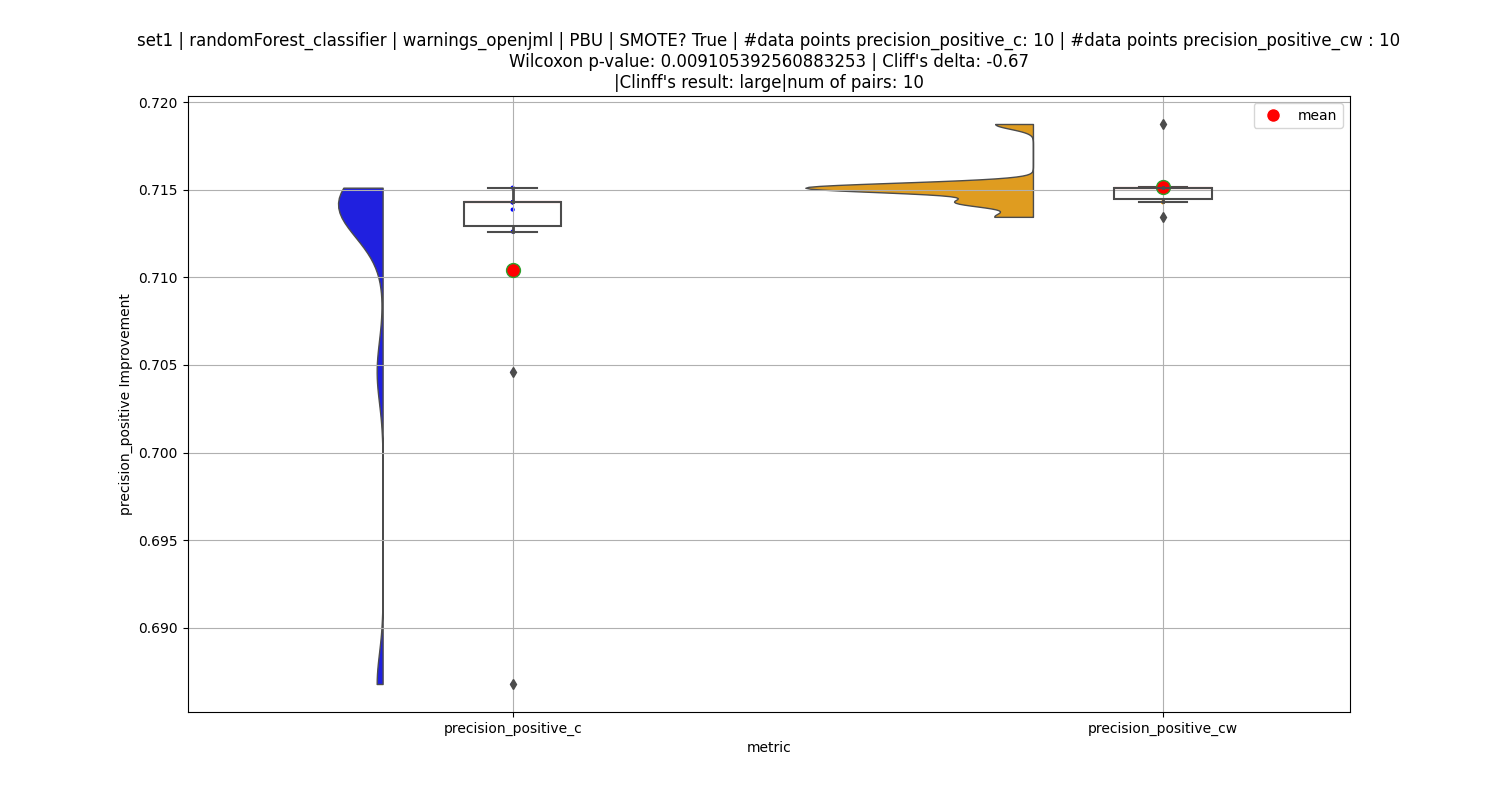 set1 | randomForest_classifier | warnings_openjml | PBU | SMOTE? True | #data points precision_positive_c: 10 | #data points precision_positive_cw : 10
Wilcoxon p-value: 0.009105392560883253 | Cliff's delta: -0.67
|Clinff's result: large|num of pairs: 10
mean
0.720
0.715
0.710
0.705
0.700
0.695
0.690
precision_positive Improvement
precision_positive_c
precision_positive_cw
metric